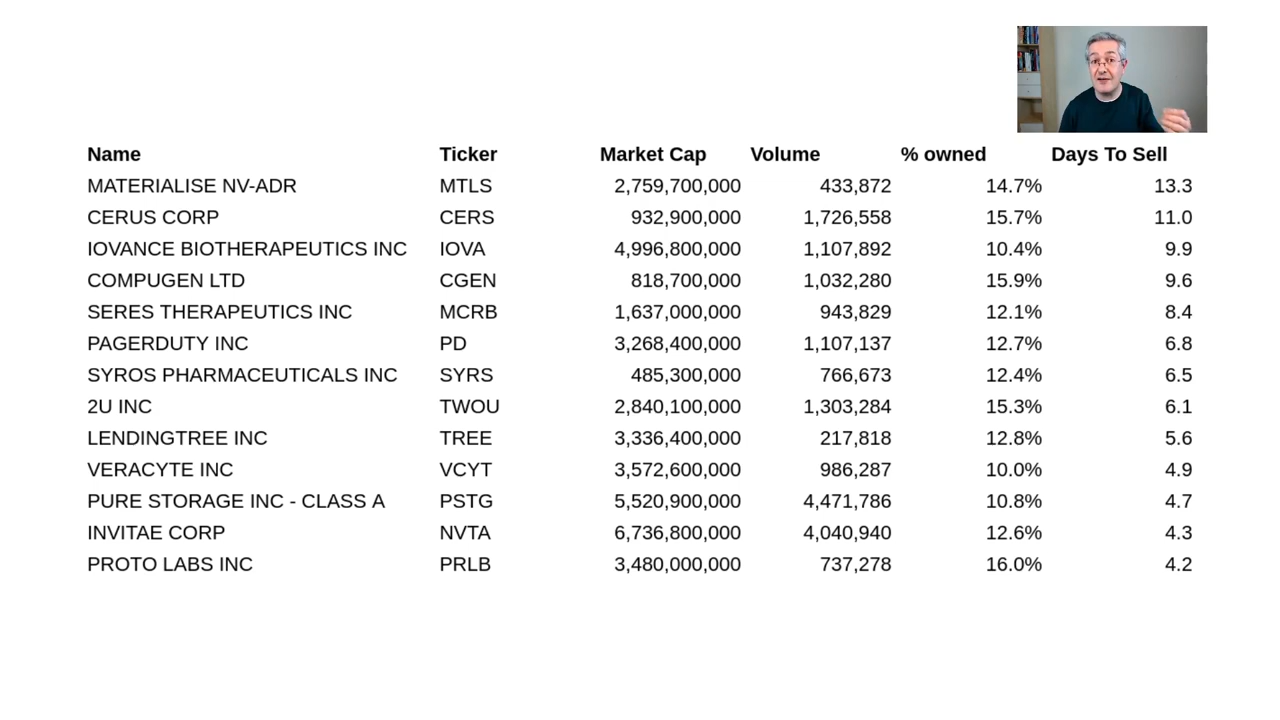 Name Ticker Market Cap Volume % owned Days To Sell
MATERIALISE NV-ADR MTLS 2,759,700,000 433,872 14.7% 13.3
CERUS CORP CERS 932,900,000 1,726,558 15.7% 11.0
IOVANCE BIOTHERAPEUTICS INC IOVA 4,996,800,000 1,107,892 10.4% 9.9
COMPUGEN LTD CGEN 818,700,000 1,032,280 15.9% 9.6
SERES THERAPEUTICS INC MCRB 1,637,000,000 943,829 12.1% 8.4
PAGERDUTY INC PD 3,268,400,000 1,107,137 12.7% 6.8
SYROS PHARMACEUTICALS INC SYRS 485,300,000 766,673 12.4% 6.5
2U INC TWOU 2,840,100,000 1,303,284 15.3% 6.1
LENDINGTREE INC TREE 3,336,400,000 217,818 12.8% 5.6
VERACYTE INC VCYT 3,572,600,000 986,287 10.0% 4.9
PURE STORAGE INC - CLASS A PSTG 5,520,900,000 4,471,786 10.8% 4.7
INVITAE CORP NVTA 6,736,800,000 4,040,940 12.6% 4.3
PROTO LABS INC PRLB 3,480,000,000 737,278 16.0% 4.2